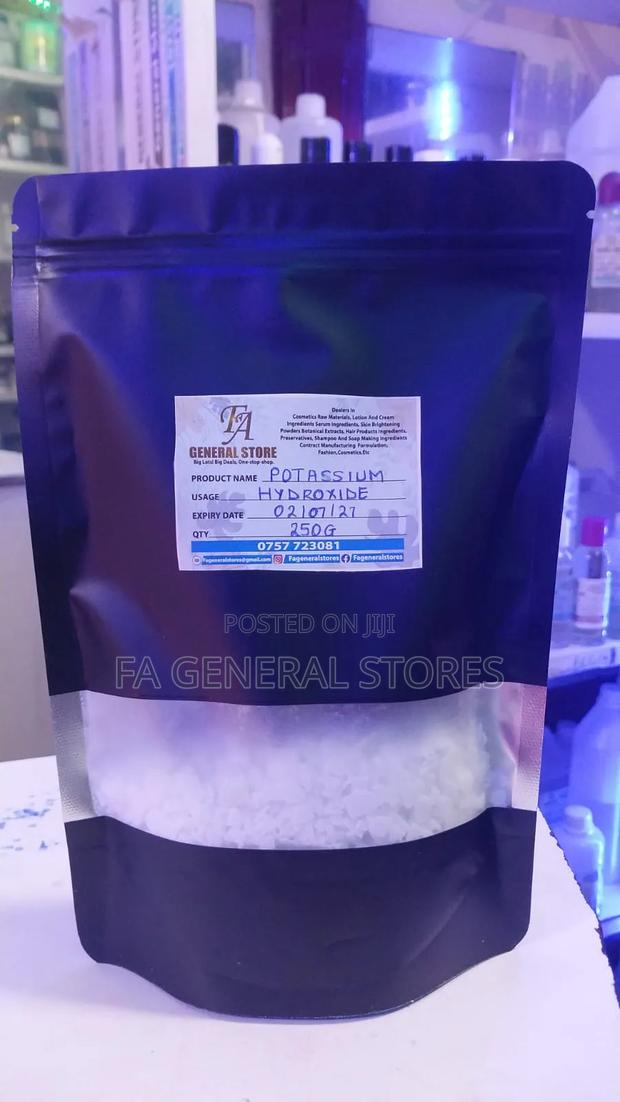 FA
GENERAL STORE
Big Lots! Big Deals, One-stop-shop.
Dealers in
Cosmetics Raw Materials, Lotion And Cream
Ingredients Serum Ingredients, Skin Brightening
Powders Botanical Extracts, Hair Products Ingredients,
Preservatives, Shampoo And Soap Making Ingredients
Contract Manufacturing Formulation,
Fashion,Cosmetics,Etc
PRODUCT NAME POTASSIUM
USAGE HYDROXIDE
EXPIRY DATE 02/07/27
QTY 250G
0757 723081
Fageneralstores@gmail.com Fageneralstores Fageneralstores
POSTED ON JIJI
FA GENERAL STORES